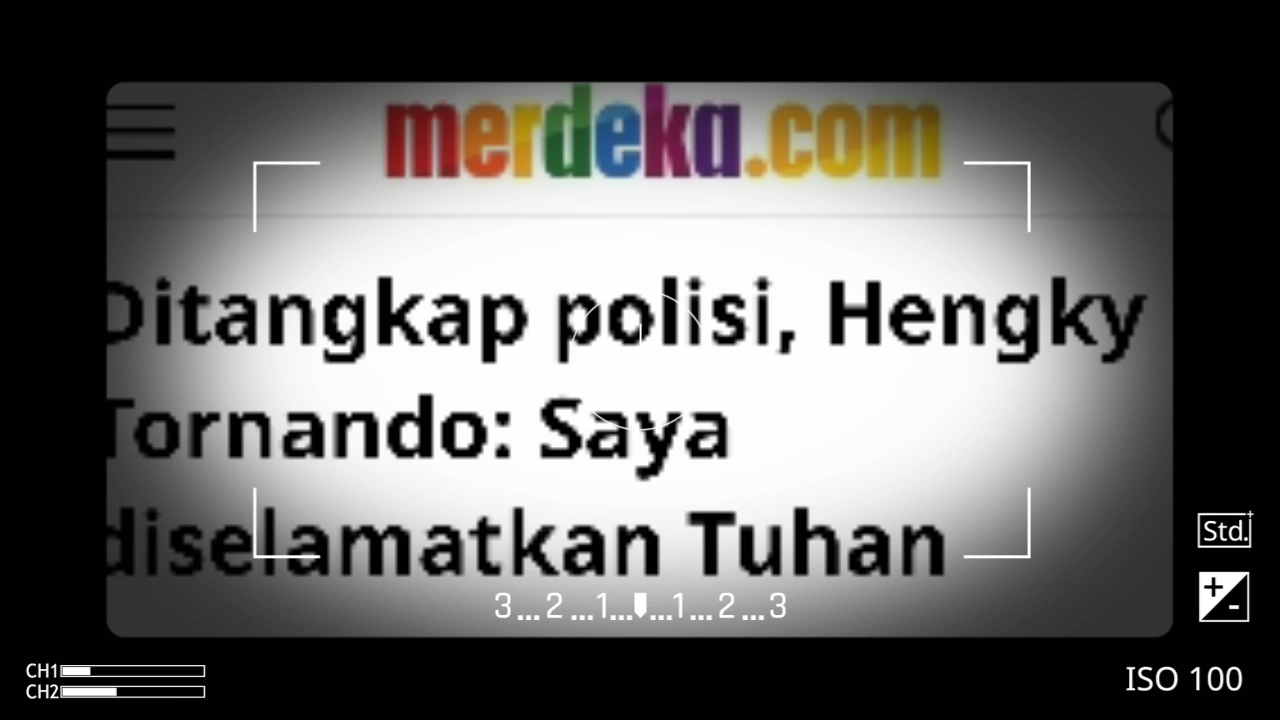 merdeka.com
Ditangkap polisi, Hengky
Tornando: Saya
diselamatkan Tuhan
3...2...1......1...2...3
Std.+
+
-
CH1
CH2
ISO 100